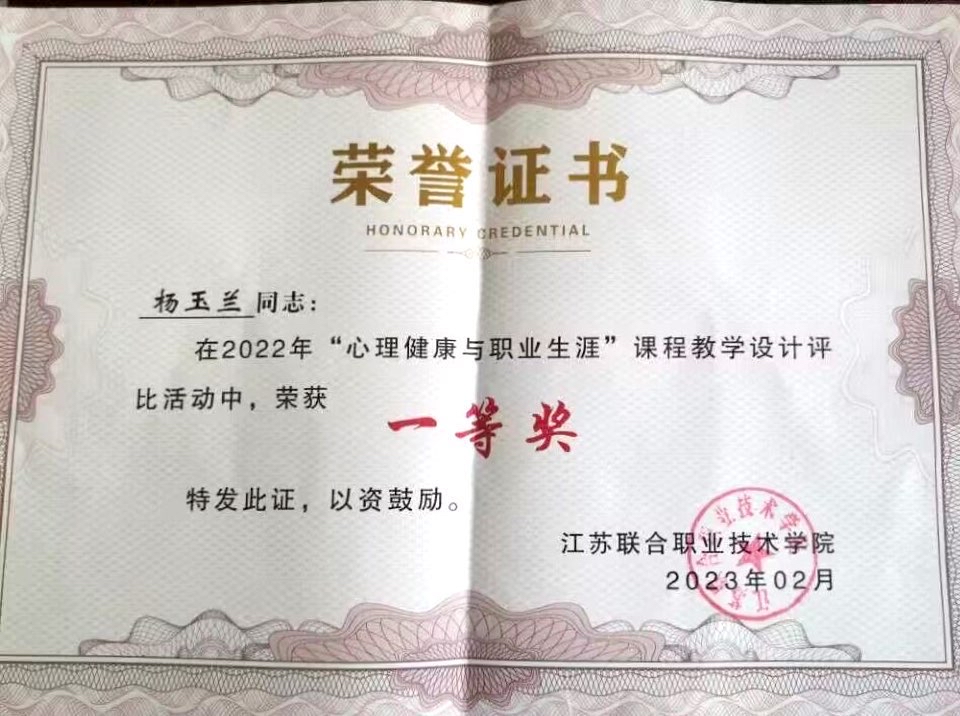 荣誉证书
HONORARY CREDENTIAL
杨玉兰同志：
在2022年“心理健康与职业生涯”课程教学设计评
比活动中，荣获
一等奖
特发此证，以资鼓励。
江苏联合职业技术学院
2023年02月